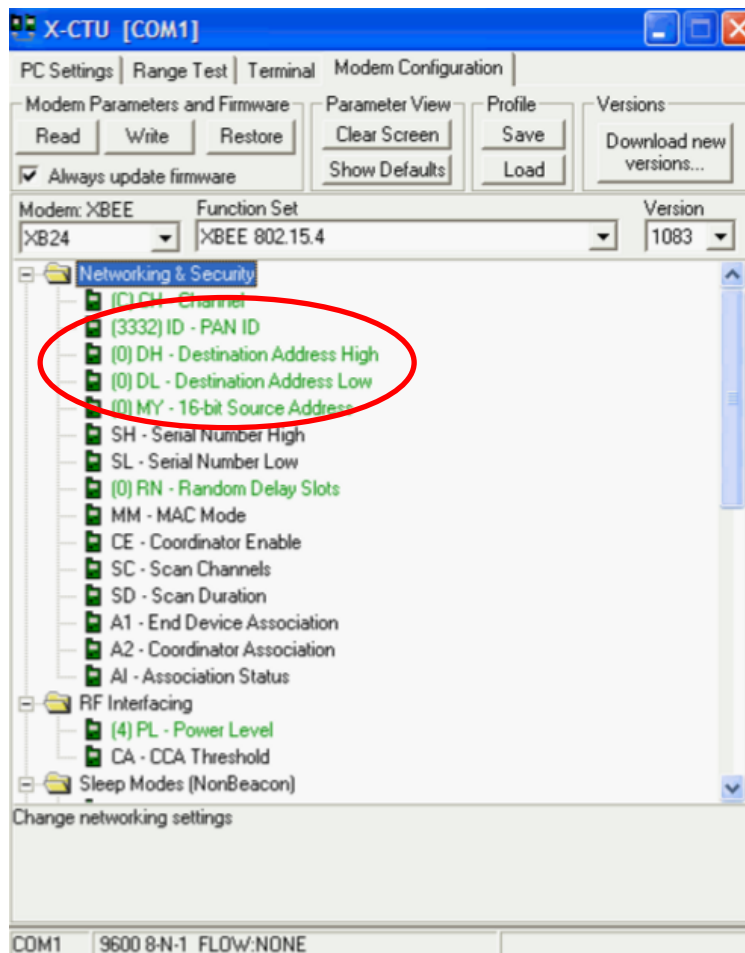 X-CTU [COM1]
PC Settings Range Test Terminal Modem Configuration
Modem Parameters and Firmware Parameter View Profile Versions
Read Write Restore Clear Screen Save Download new versions...
Always update firmware Show Defaults Load
Modem: XBEE Function Set Version
XB24 XBEE 802.15.4 1083
Networking & Security
(C) CH - Channel
(3332) ID - PAN ID
(0) DH - Destination Address High
(0) DL - Destination Address Low
(0) MY - 16-bit Source Address
SH - Serial Number High
SL - Serial Number Low
(0) RN - Random Delay Slots
MM - MAC Mode
CE - Coordinator Enable
SC - Scan Channels
SD - Scan Duration
A1 - End Device Association
A2 - Coordinator Association
AI - Association Status
RF Interfacing
(4) PL - Power Level
CA - CCA Threshold
Sleep Modes (NonBeacon)
Change networking settings
COM1 9600 8-N-1 FLOW:NONE